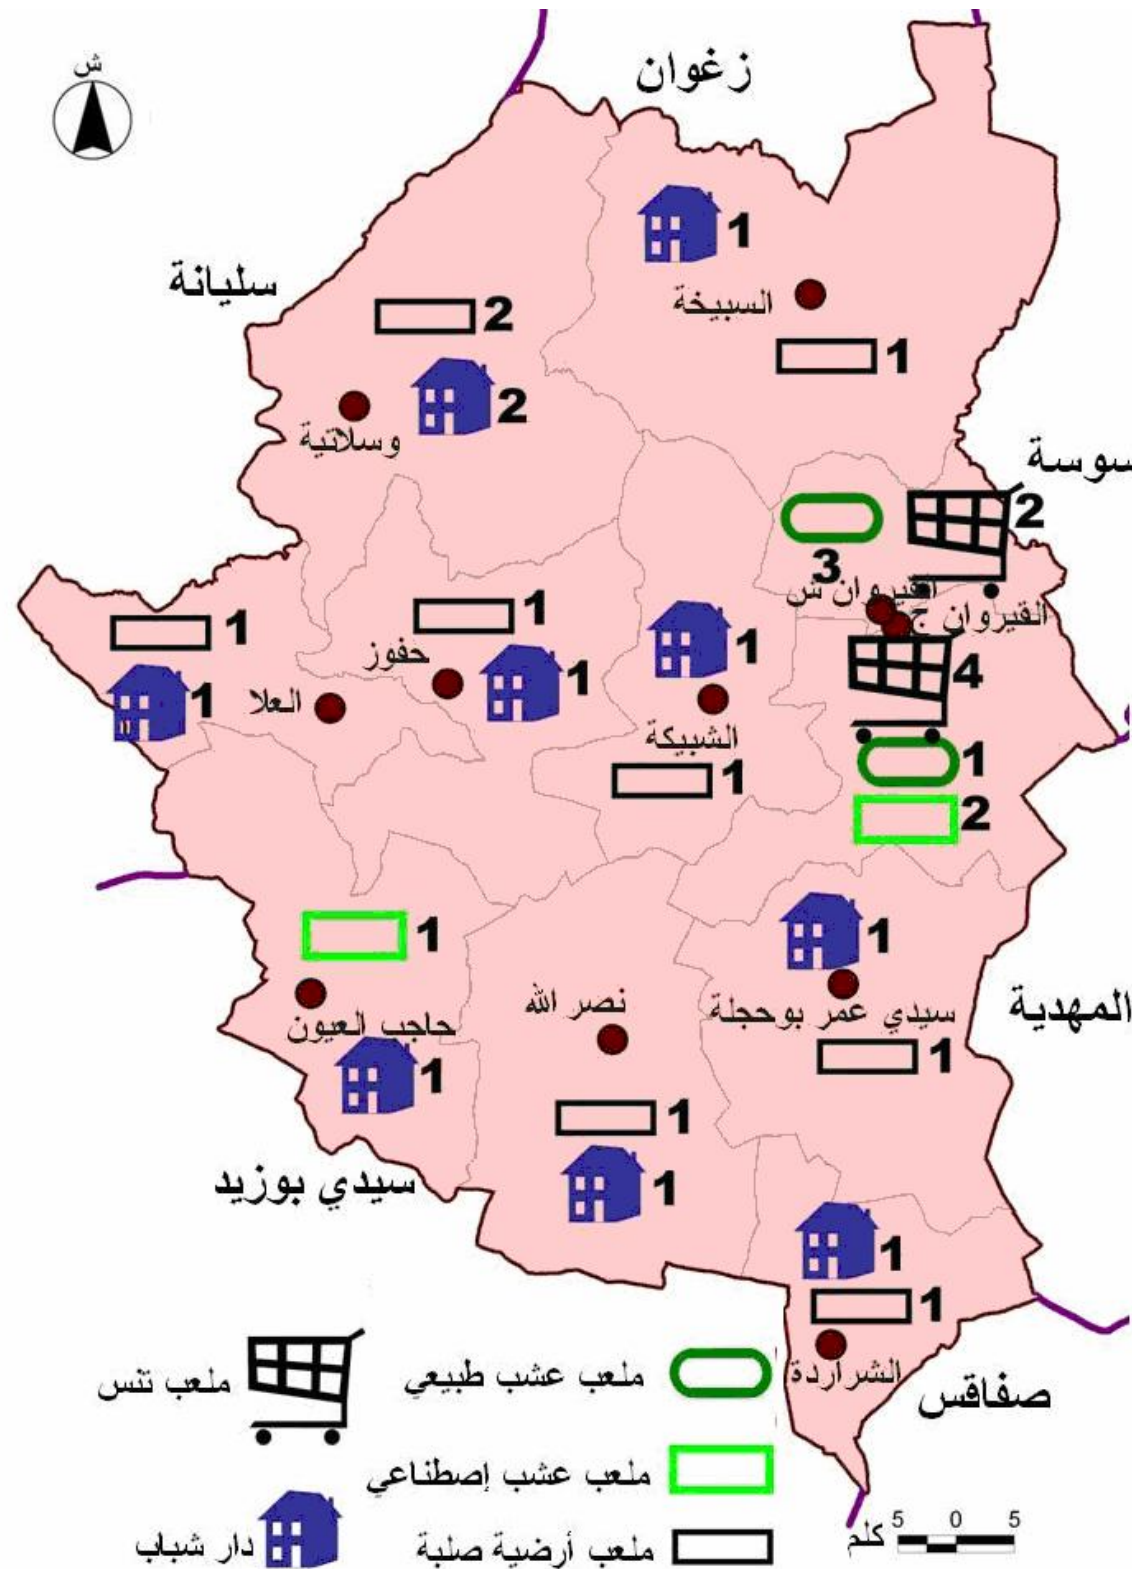 ش
زغوان
1
سليانة
السبيخة
2
1
2
وسلاتية
سوسة
2
3
القيروان ش
القيروان ج
1
1
1
حفوز
4
1
1
العلا
الشبيكة
1
1
2
1
1
نصر الله
سيدي عمر بوحجلة
المهدية
حاجب العيون
1
1
1
سيدي بوزيد
1
1
1
ملعب تنس
ملعب عشب طبيعي
الشراردة
صفاقس
ملعب عشب إصطناعي
دار شباب
ملعب أرضية صلبة
كلم
5 0 5